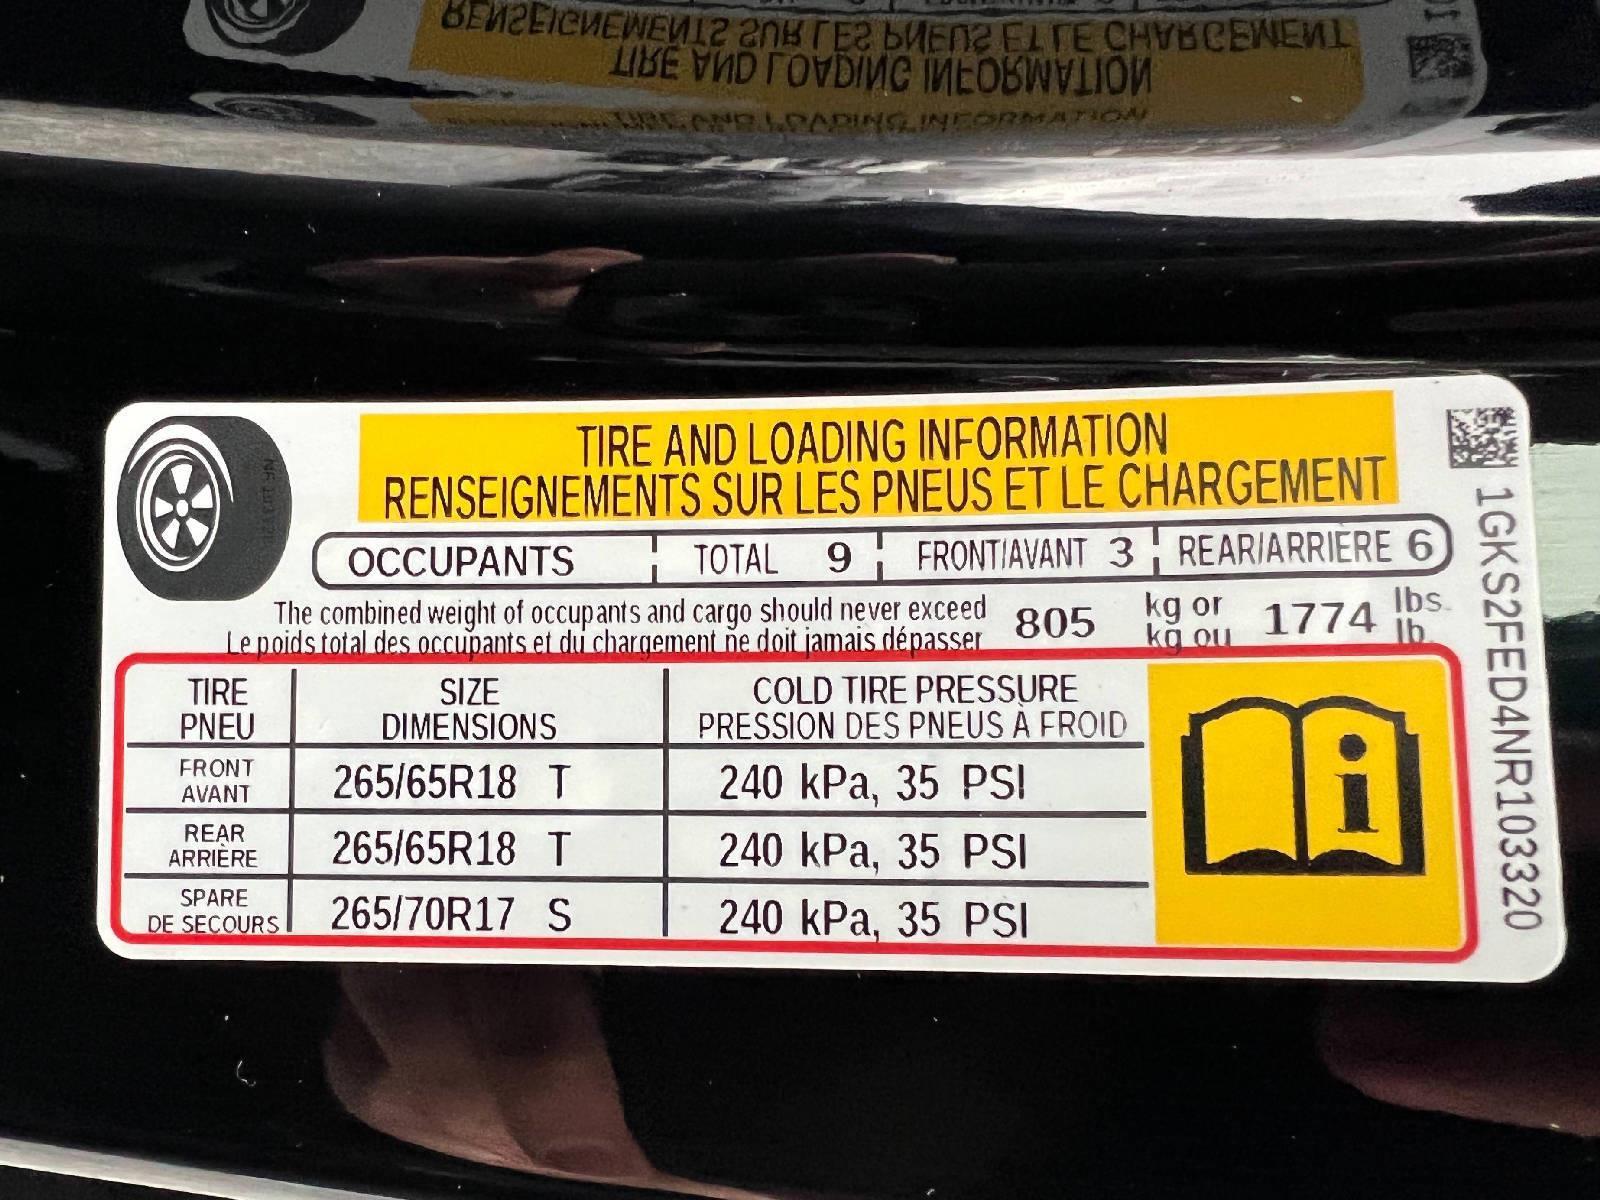 TIRE AND LOADING INFORMATION
RENSEIGNEMENTS SUR LES PNEUS ET LE CHARGEMENT
OCCUPANTS TOTAL 9 FRONT/AVANT 3 REAR/ARRIÈRE 6
The combined weight of occupants and cargo should never exceed 805 kg or 1774 lbs.
Le poids total des occupants et du chargement ne doit jamais dépasser kg ou lb.
TIRE SIZE COLD TIRE PRESSURE
PNEU DIMENSIONS PRESSION DES PNEUS À FROID
FRONT
AVANT 265/65R18 T 240 kPa, 35 PSI
REAR
ARRIÈRE 265/65R18 T 240 kPa, 35 PSI
SPARE
DE SECOURS 265/70R17 S 240 kPa, 35 PSI
1GKS2FED4NR103320